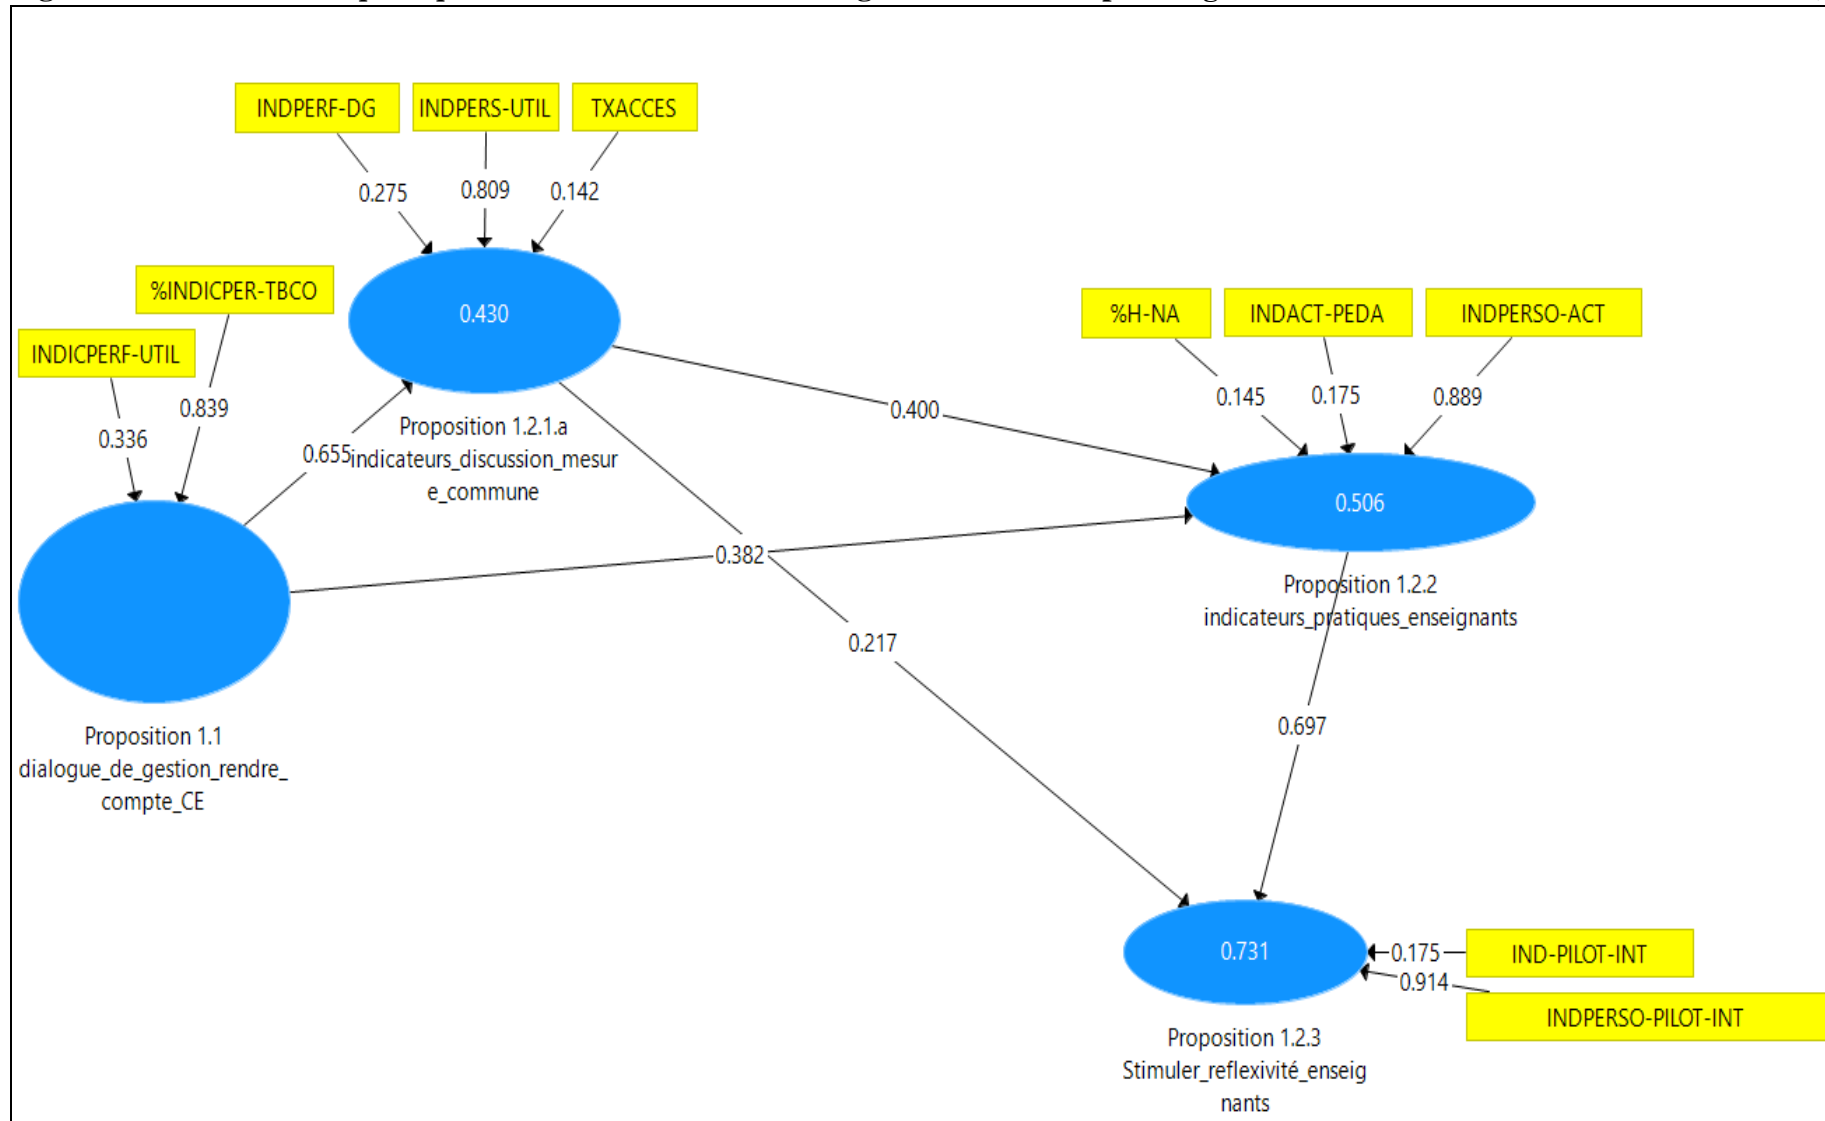 INDPERF-DG
INDPERS-UTIL
TXACCES
0.275
0.809
0.142
%INDICPER-TBCO
INDICPERF-UTIL
0.839
0.336
0.430
Proposition 1.2.1.a
indicateurs_discussion_mesur
e_commune
0.655
%H-NA
INDACT-PEDA
INDPERSO-ACT
0.145
0.175
0.889
0.400
0.506
Proposition 1.2.2
indicateurs_pratiques_enseignants
0.382
0.217
0.697
Proposition 1.1
dialogue_de_gestion_rendre_
compte_CE
0.731
0.175
IND-PILOT-INT
0.914
INDPERSO-PILOT-INT
Proposition 1.2.3
Stimuler_reflexivité_enseig
nants